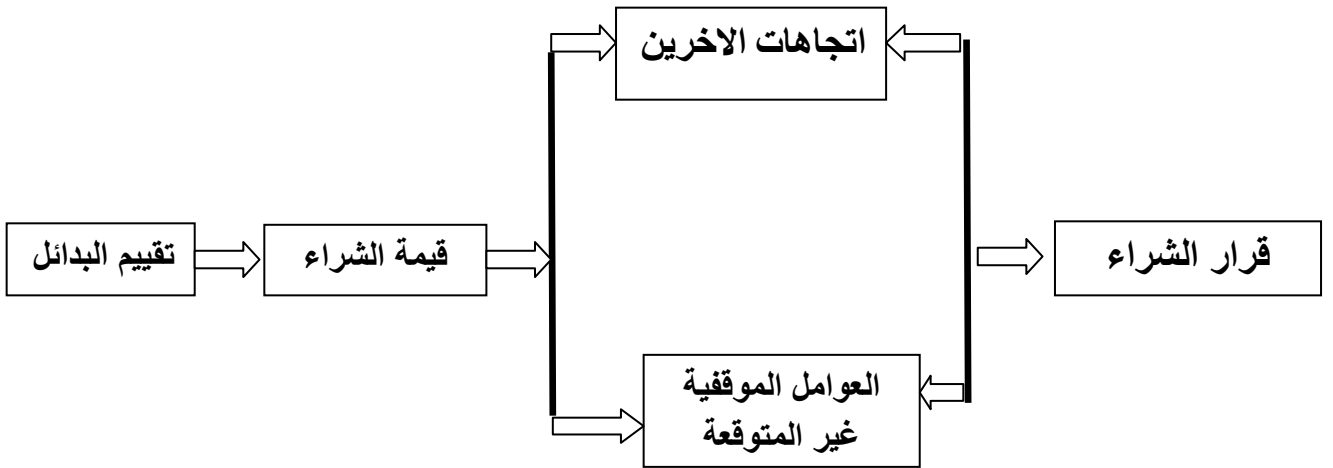 اتجاهات الاخرين
تقييم البدائل
قيمة الشراء
قرار الشراء
العوامل الموقفية
غير المتوقعة